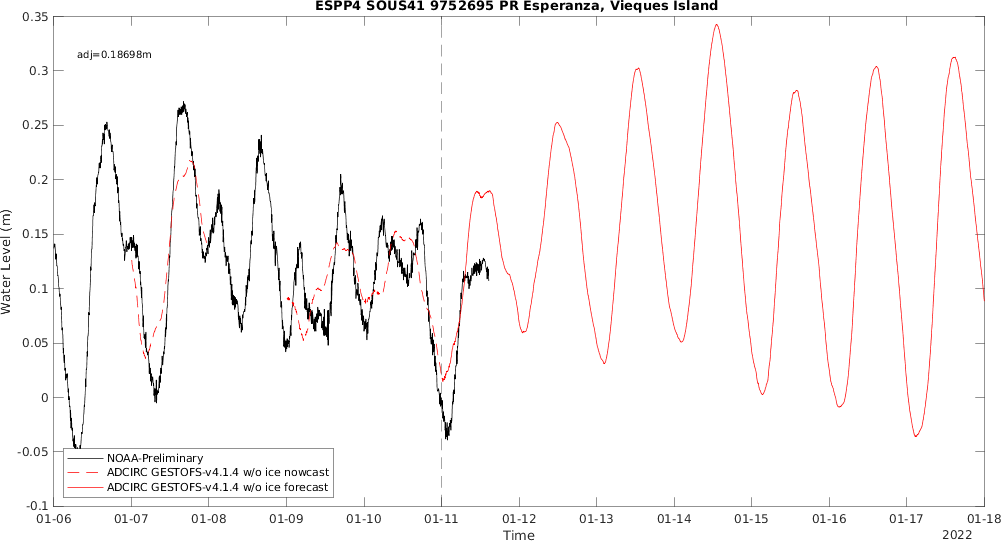 ESPP4 SOUS41 9752695 PR Esperanza, Vieques Island
adj=0.18698m
0.35
0.3
0.25
0.2
0.15
0.1
0.05
0
-0.05
-0.1
Water Level (m)
NOAA-Preliminary
ADCIRC GESTOFS-v4.1.4 w/o ice nowcast
ADCIRC GESTOFS-v4.1.4 w/o ice forecast
01-06 01-07 01-08 01-09 01-10 01-11 01-12 01-13 01-14 01-15 01-16 01-17 01-18
Time
2022